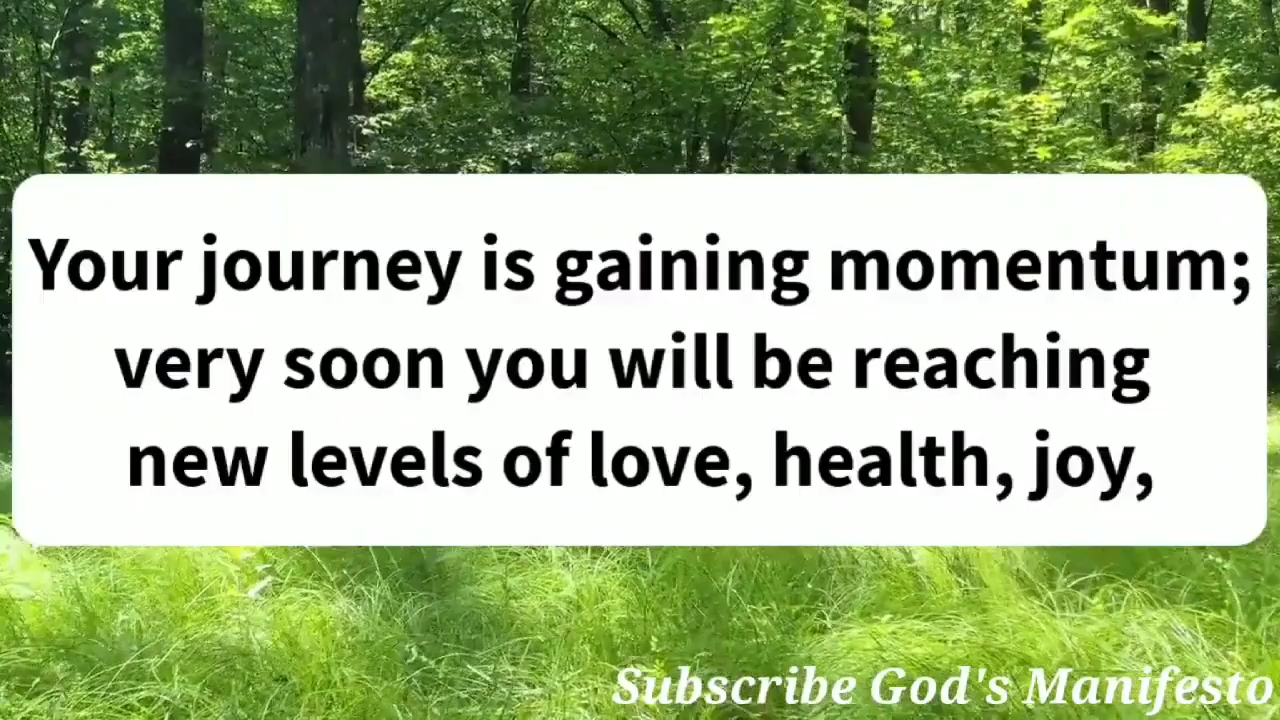 Your journey is gaining momentum;
very soon you will be reaching
new levels of love, health, joy,
Subscribe God's Manifesto